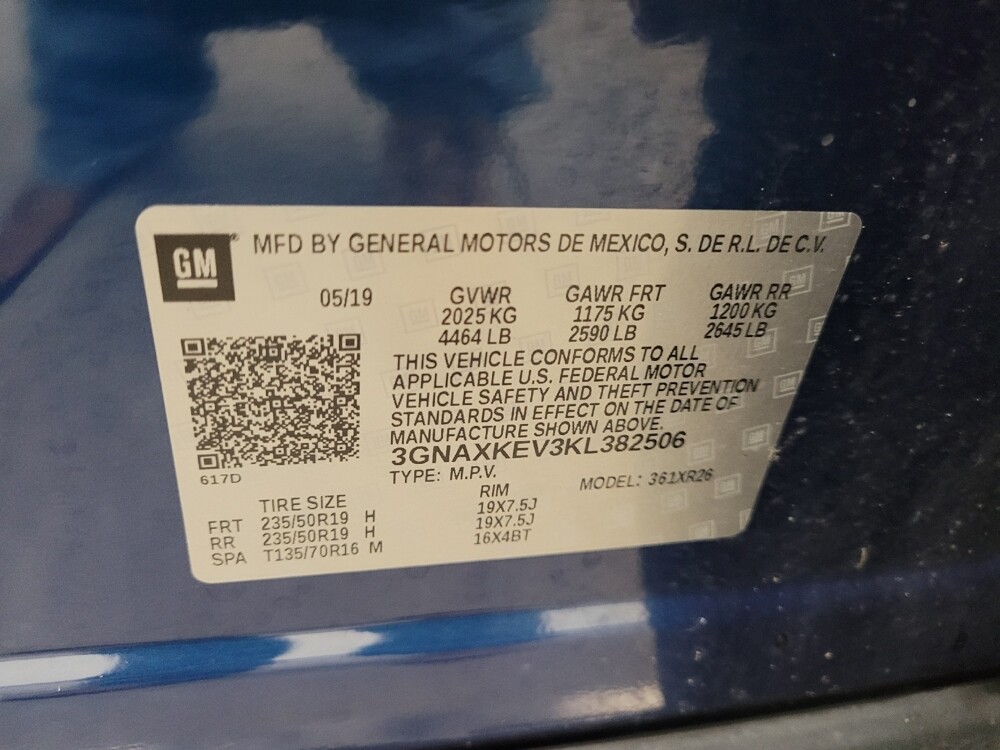 GM MFD BY GENERAL MOTORS DE MEXICO, S. DE R.L. DE C.V.
05/19 GVWR GAWR FRT GAWR RR
2025 KG 1175 KG 1200 KG
4464 LB 2590 LB 2645 LB
THIS VEHICLE CONFORMS TO ALL
APPLICABLE U.S. FEDERAL MOTOR
VEHICLE SAFETY AND THEFT PREVENTION
STANDARDS IN EFFECT ON THE DATE OF
MANUFACTURE SHOWN ABOVE.
3GNAXKEV3KL382506
617D TYPE: M.P.V. MODEL: 361XR26
TIRE SIZE RIM
FRT 235/50R19 H 19X7.5J
RR 235/50R19 H 19X7.5J
SPA T135/70R16 M 16X4BT